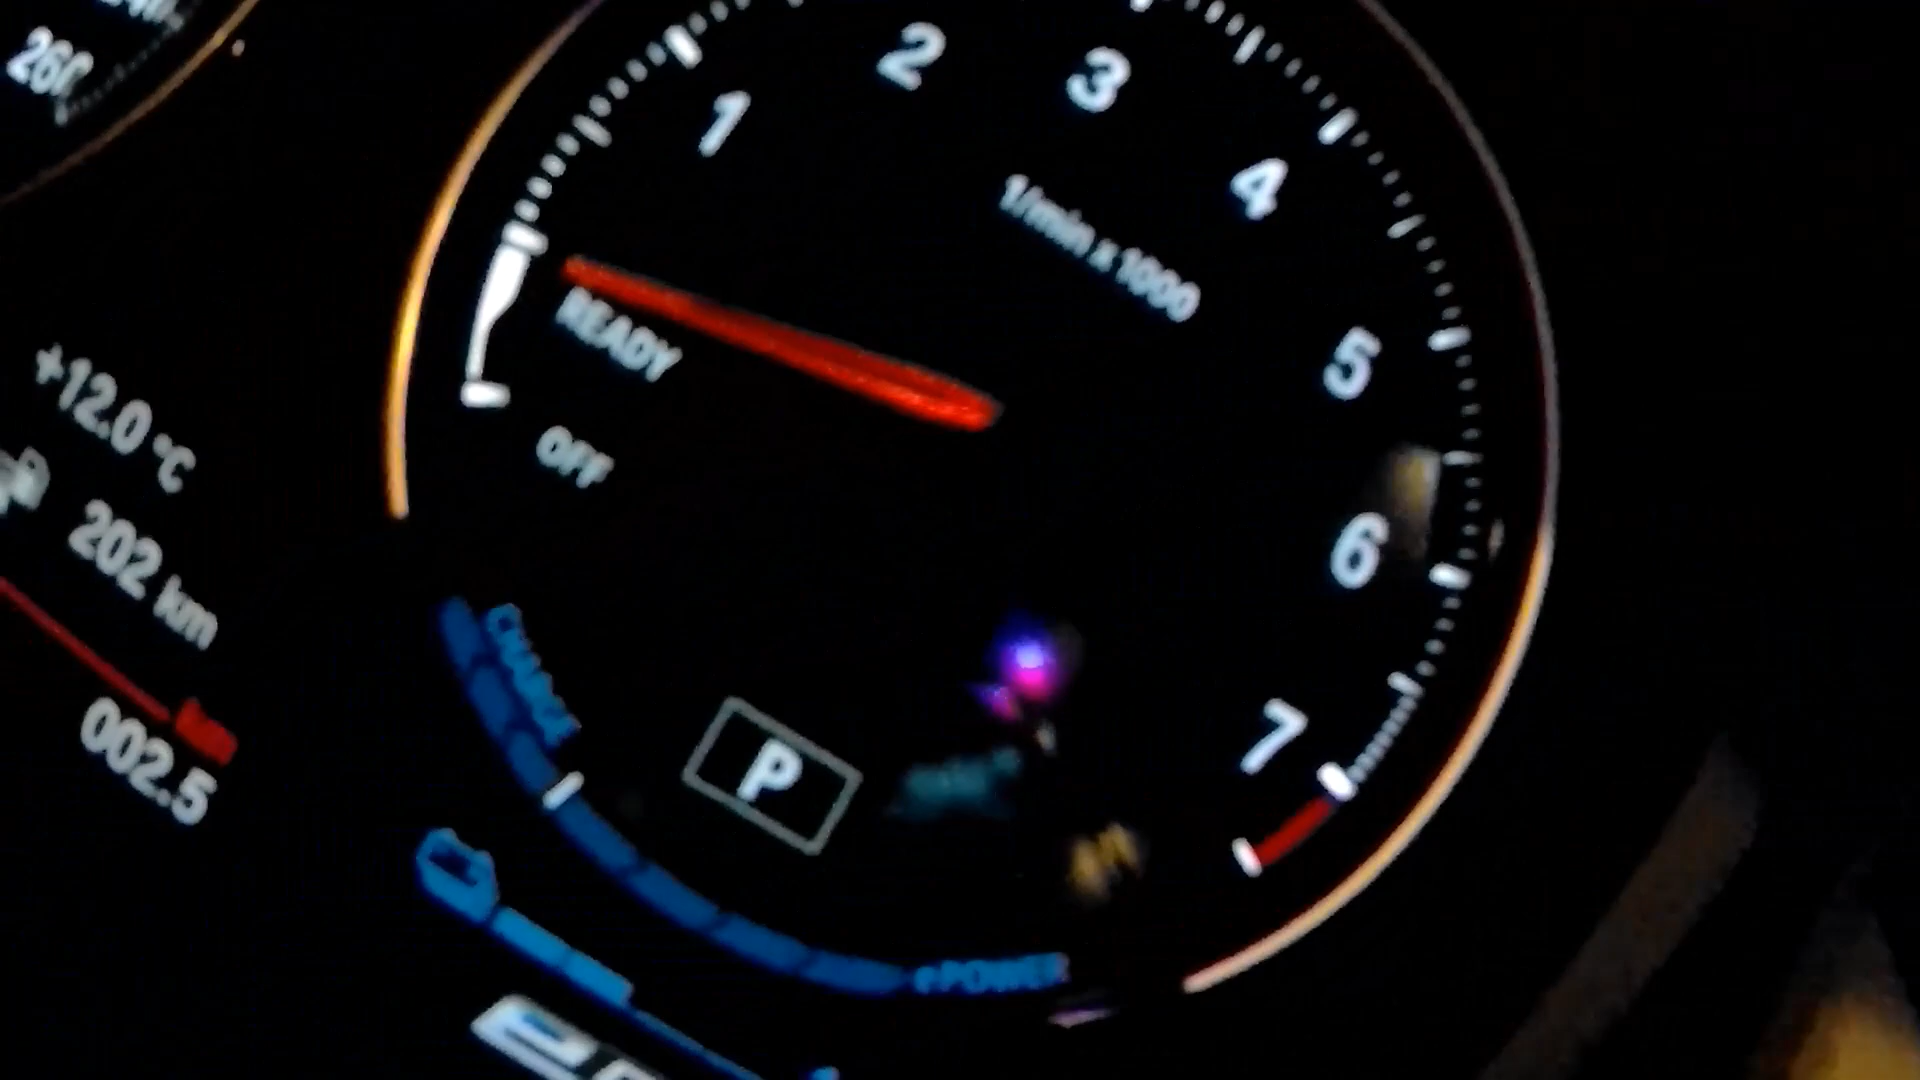 260
1
2
3
4
5
6
7
1/min x 1000
READY
OFF
+12.0 °C
202 km
002.5
CHARGE
P
ePOWER